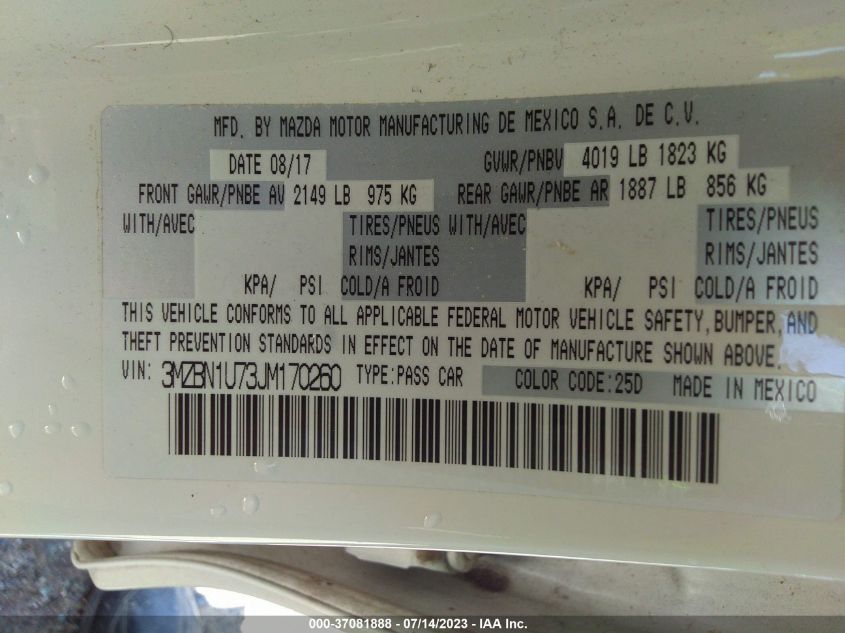 MFD. BY MAZDA MOTOR MANUFACTURING DE MEXICO S.A. DE C.V.
DATE 08/17 GVWR/PNBV 4019 LB 1823 KG
FRONT GAWR/PNBE AV 2149 LB 975 KG REAR GAWR/PNBE AR 1887 LB 856 KG
WITH/AVEC TIRES/PNEUS WITH/AVEC TIRES/PNEUS
RIMS/JANTES RIMS/JANTES
KPA/ PSI COLD/A FROID KPA/ PSI COLD/A FROID
THIS VEHICLE CONFORMS TO ALL APPLICABLE FEDERAL MOTOR VEHICLE SAFETY, BUMPER, AND
THEFT PREVENTION STANDARDS IN EFFECT ON THE DATE OF MANUFACTURE SHOWN ABOVE.
VIN: 3MZBN1U73JM170260 TYPE:PASS CAR COLOR CODE:25D MADE IN MEXICO
000-37081888 - 07/14/2023 - IAA Inc.